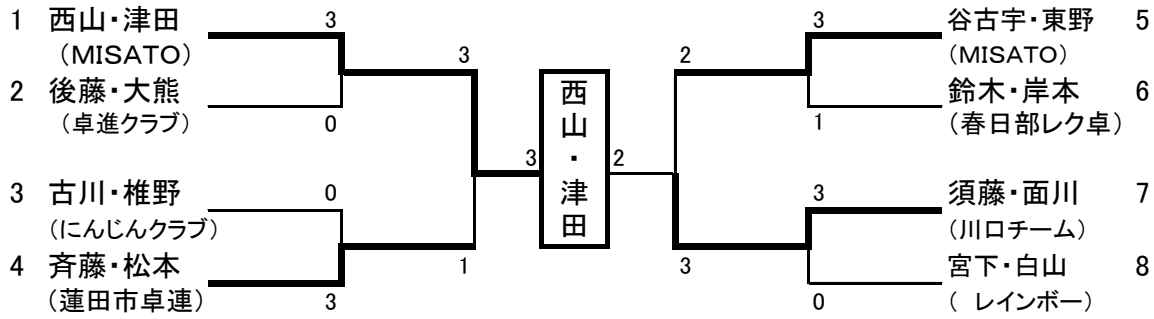 1 西山・津田 3
（MISATO）
2 後藤・大熊
（卓進クラブ） 0
3 古川・椎野 0
（にんじんクラブ）
4 斉藤・松本
（蓮田市卓連） 3
3
1
3
西山・津田
2
2
3
3 谷古宇・東野 5
（MISATO）
鈴木・岸本 6
1 （春日部レク卓）
3 須藤・面川 7
（川口チーム）
宮下・白山 8
0 （ レインボー）